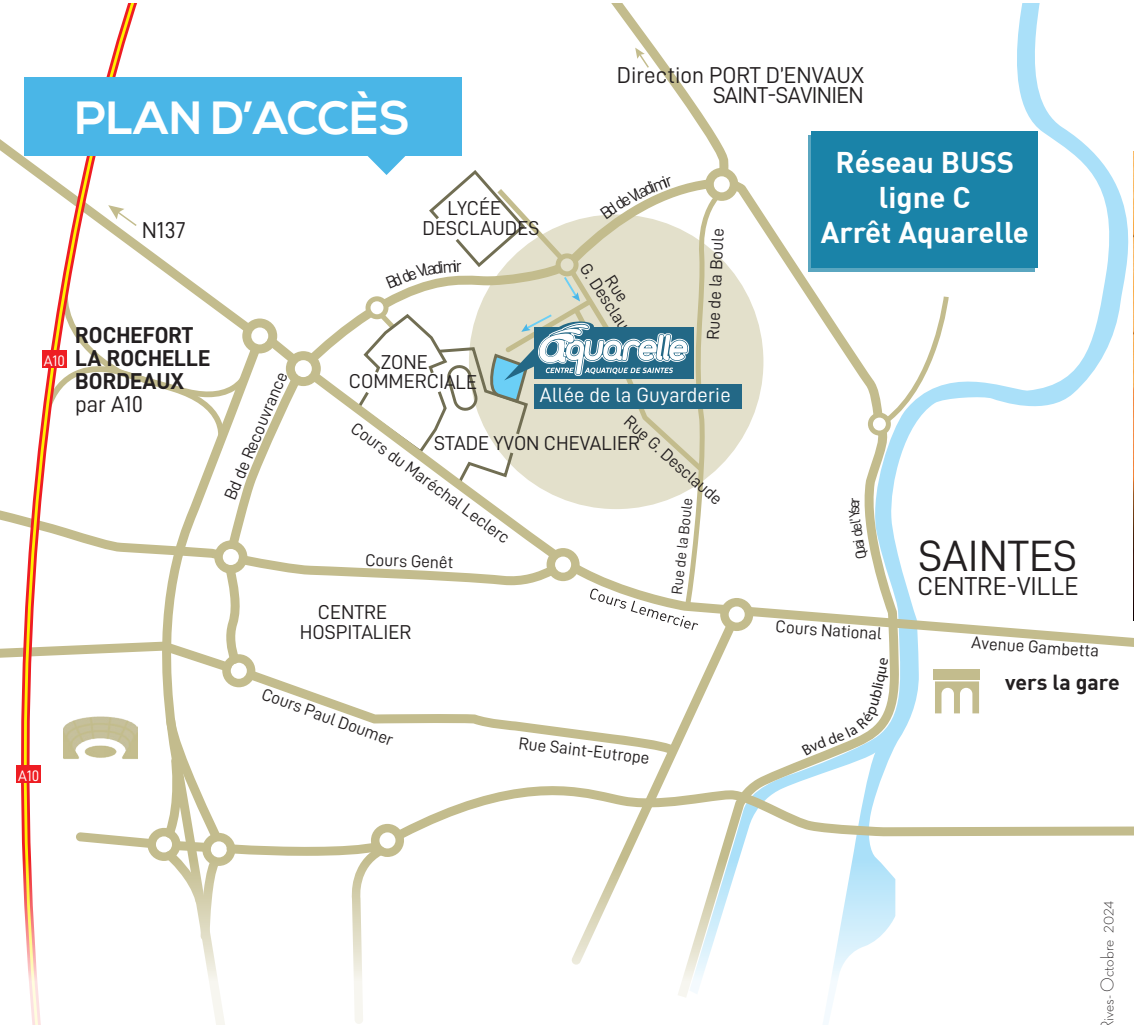 PLAN D'ACCÈS
Direction PORT D'ENVAUX
SAINT-SAVINIEN
Réseau BUSS
ligne C
Arrêt Aquarelle
N137
LYCÉE
DESCLAUDES
Bd de Vladimir
Bd de Vladimir
Rue
G. Desclau
Rue de la Boule
A10
ROCHEFORT
LA ROCHELLE
BORDEAUX
par A10
ZONE
COMMERCIALE
aquarelle
CENTRE AQUATIQUE DE SAINTES
Allée de la Guyarderie
STADE YVON CHEVALIER
Rue G. Desclaude
Bd de Recouvrance
Cours du Maréchal Leclerc
Quai de l'Yser
Rue de la Boule
SAINTES
CENTRE-VILLE
Cours Genêt
CENTRE
HOSPITALIER
Cours Lemercier
Cours National
Avenue Gambetta
vers la gare
Cours Paul Doumer
Rue Saint-Eutrope
Bvd de la République
A10
Rives- Octobre 2024